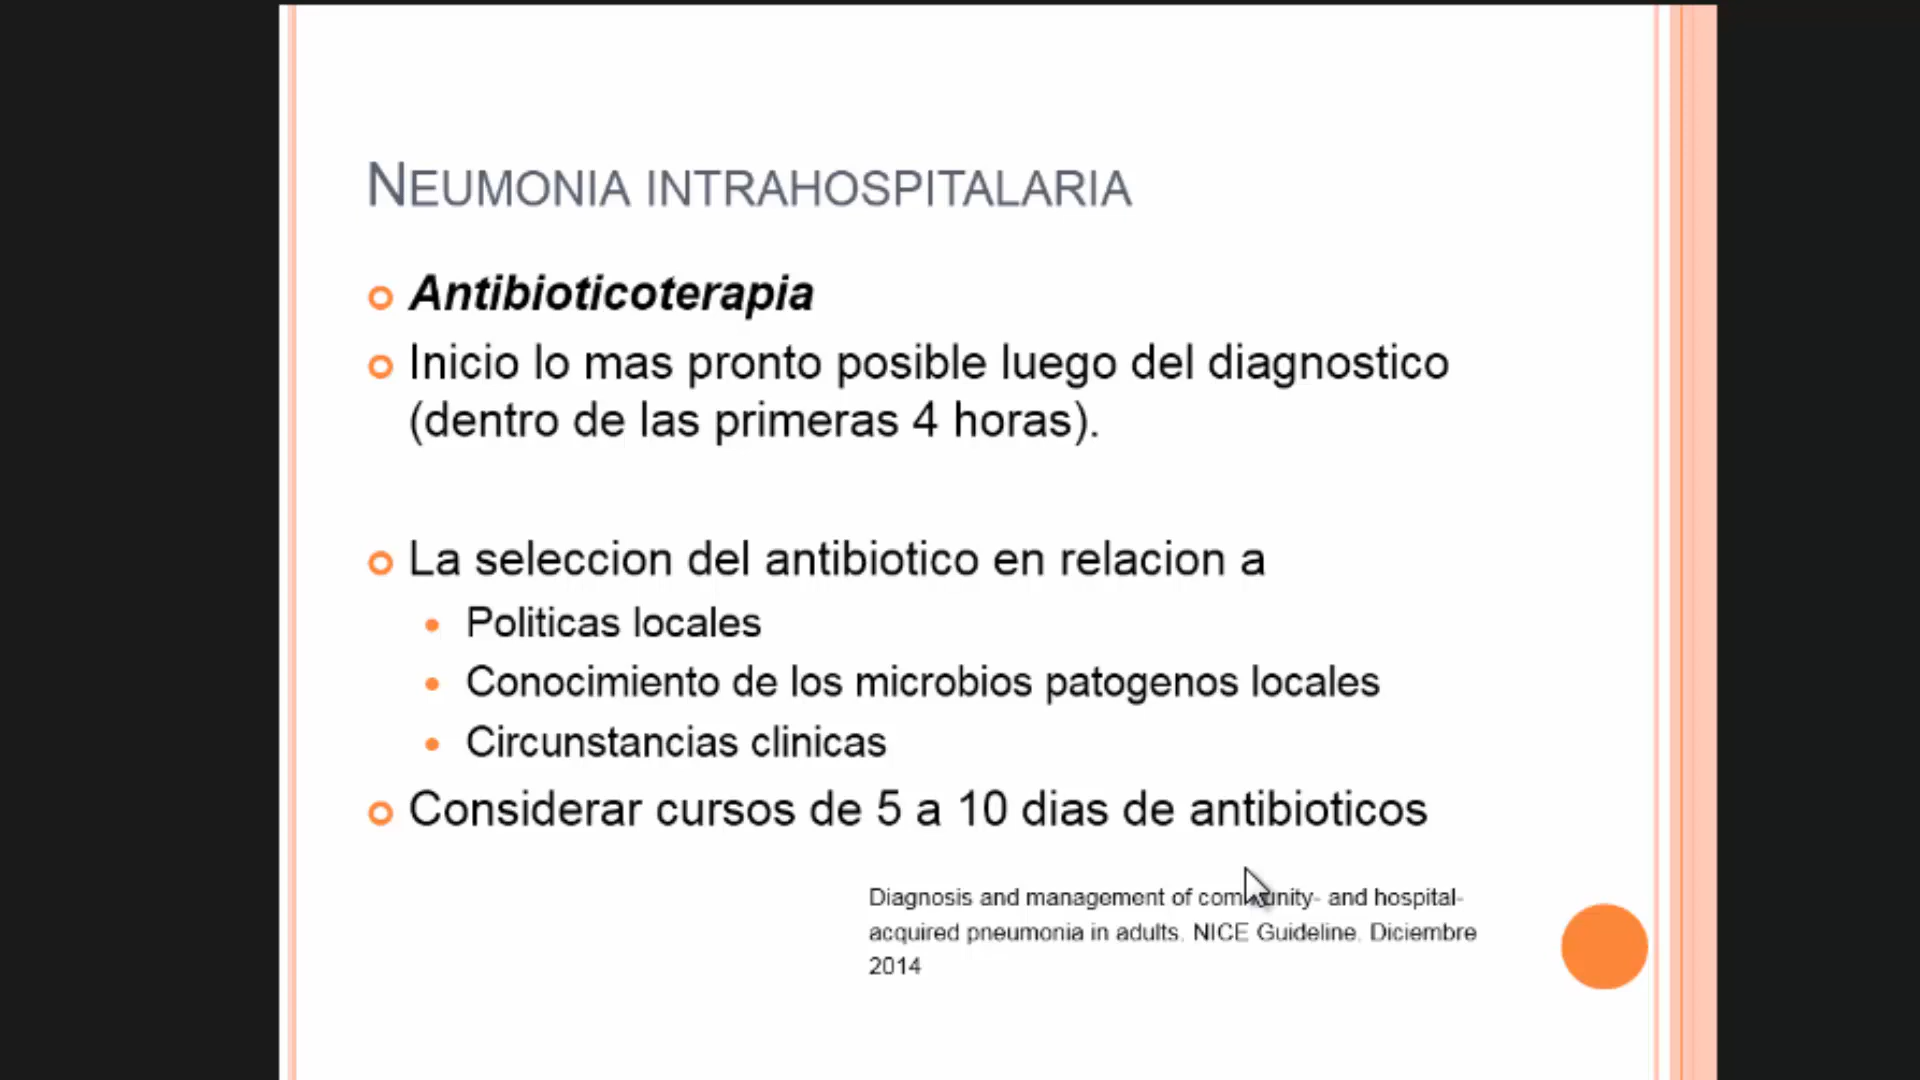 NEUMONIA INTRAHOSPITALARIA
Antibioticoterapia
Inicio lo mas pronto posible luego del diagnostico
(dentro de las primeras 4 horas).
La seleccion del antibiotico en relacion a
Politicas locales
Conocimiento de los microbios patogenos locales
Circunstancias clinicas
Considerar cursos de 5 a 10 dias de antibioticos
Diagnosis and management of community- and hospital-
acquired pneumonia in adults. NICE Guideline. Diciembre
2014